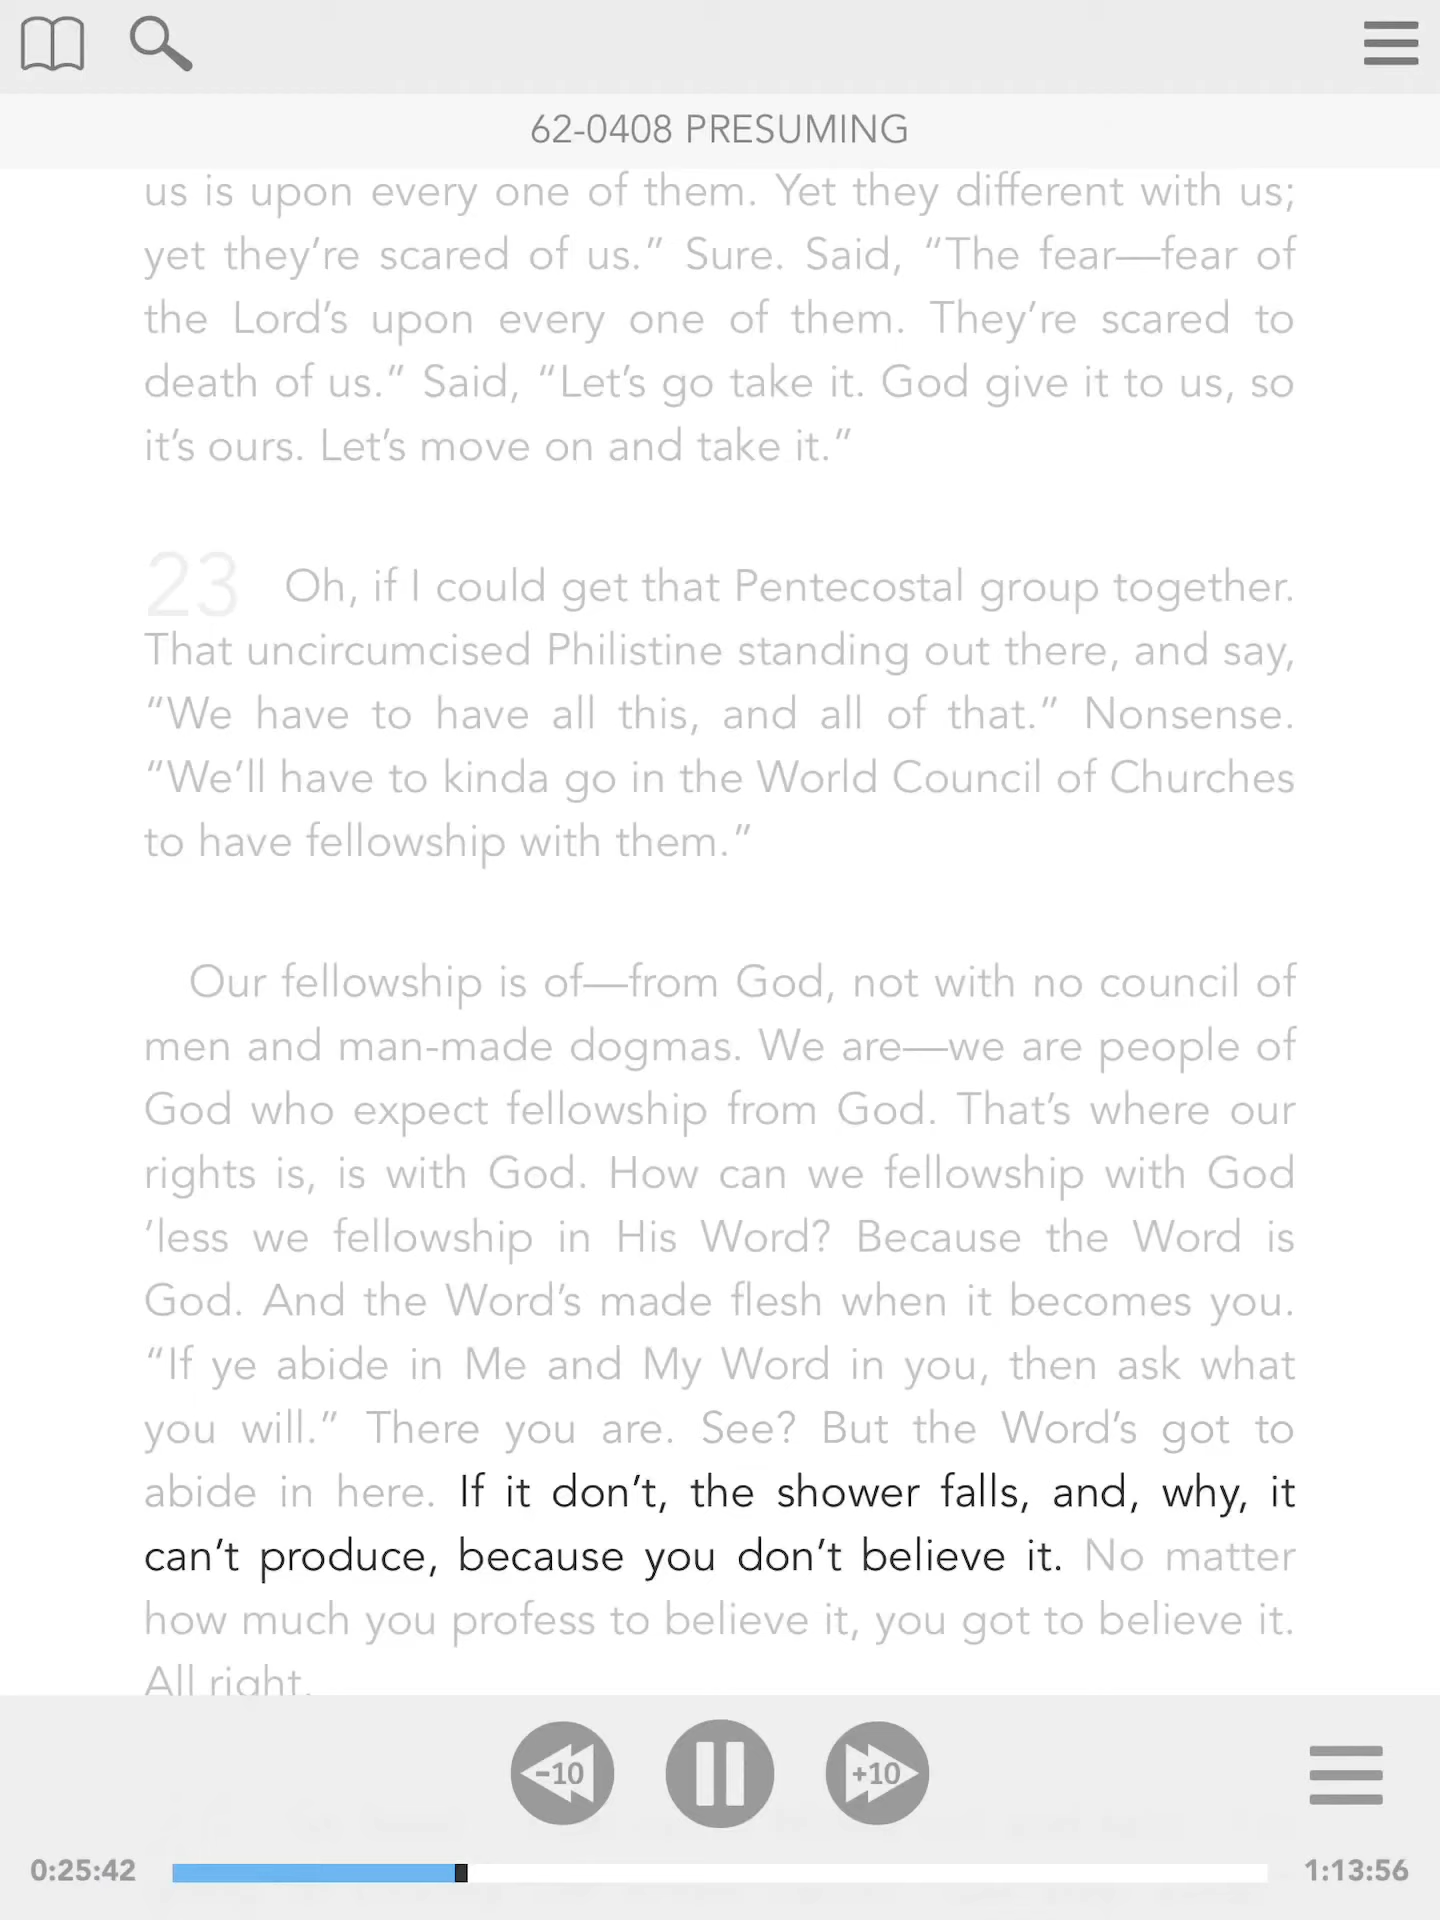 62-0408 PRESUMING
us is upon every one of them. Yet they different with us;
yet they’re scared of us.” Sure. Said, “The fear—fear of
the Lord’s upon every one of them. They’re scared to
death of us.” Said, “Let’s go take it. God give it to us, so
it’s ours. Let’s move on and take it.”
23 Oh, if I could get that Pentecostal group together.
That uncircumcised Philistine standing out there, and say,
“We have to have all this, and all of that.” Nonsense.
“We’ll have to kinda go in the World Council of Churches
to have fellowship with them.”
Our fellowship is of—from God, not with no council of
men and man-made dogmas. We are—we are people of
God who expect fellowship from God. That’s where our
rights is, is with God. How can we fellowship with God
’less we fellowship in His Word? Because the Word is
God. And the Word’s made flesh when it becomes you.
“If ye abide in Me and My Word in you, then ask what
you will.” There you are. See? But the Word’s got to
abide in here. If it don’t, the shower falls, and, why, it
can’t produce, because you don’t believe it. No matter
how much you profess to believe it, you got to believe it.
All right.
-10 +10
0:25:42 1:13:56